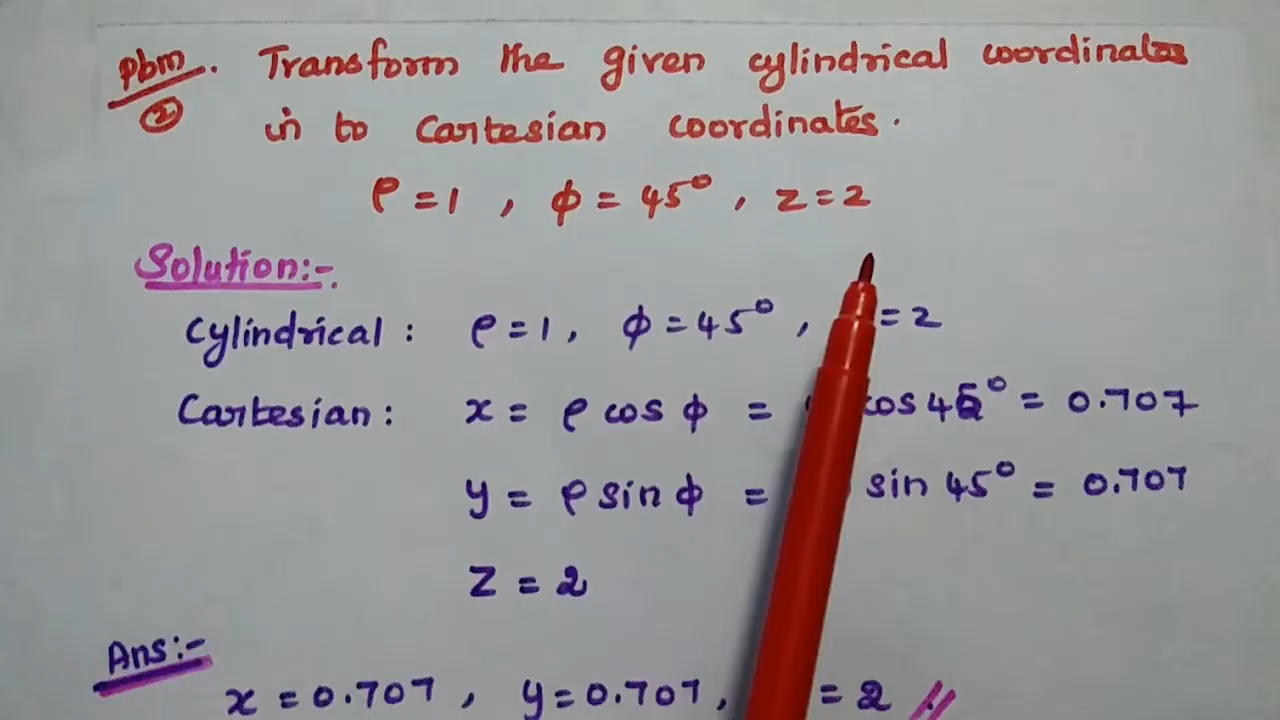 Pbm. Transform the given cylindrical coordinates
② in to Cartesian coordinates.
ρ = 1 , ϕ = 45° , z = 2
Solution:-
Cylindrical : ρ = 1 , ϕ = 45° , = 2
Cartesian : x = ρ cos ϕ = cos 45° = 0.707
y = ρ sin ϕ = sin 45° = 0.707
z = 2
Ans:-
x = 0.707 , y = 0.707 , = 2 //